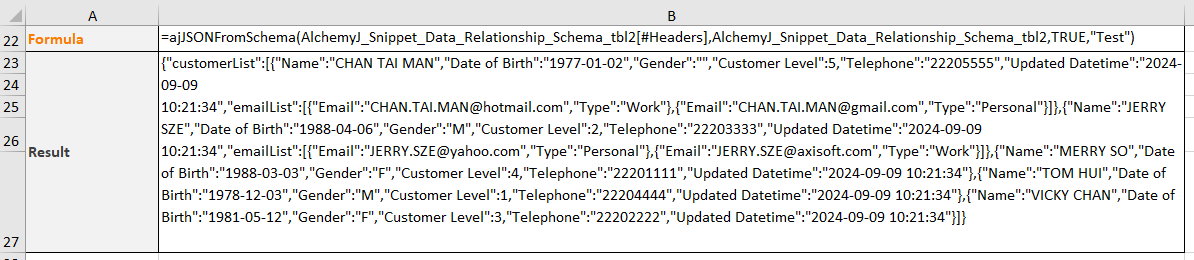 A B
22 Formula =ajJSONFromSchema(AlchemyJ_Snippet_Data_Relationship_Schema_tbl2[#Headers],AlchemyJ_Snippet_Data_Relationship_Schema_tbl2,TRUE,"Test")
23 {"customerList":[{"Name":"CHAN TAI MAN","Date of Birth":"1977-01-02","Gender":"","Customer Level":5,"Telephone":"22205555","Updated Datetime":"2024-
24 09-09
25 10:21:34","emailList":[{"Email":"CHAN.TAI.MAN@hotmail.com","Type":"Work"},{"Email":"CHAN.TAI.MAN@gmail.com","Type":"Personal"}]},{"Name":"JERRY
26 SZE","Date of Birth":"1988-04-06","Gender":"M","Customer Level":2,"Telephone":"22203333","Updated Datetime":"2024-09-09
Result 10:21:34","emailList":[{"Email":"JERRY.SZE@yahoo.com","Type":"Personal"},{"Email":"JERRY.SZE@axisoft.com","Type":"Work"}]},{"Name":"MERRY SO","Date
of Birth":"1988-03-03","Gender":"F","Customer Level":4,"Telephone":"22201111","Updated Datetime":"2024-09-09 10:21:34"},{"Name":"TOM HUI","Date of
Birth":"1978-12-03","Gender":"M","Customer Level":1,"Telephone":"22204444","Updated Datetime":"2024-09-09 10:21:34"},{"Name":"VICKY CHAN","Date of
Birth":"1981-05-12","Gender":"F","Customer Level":3,"Telephone":"22202222","Updated Datetime":"2024-09-09 10:21:34"}]}
27